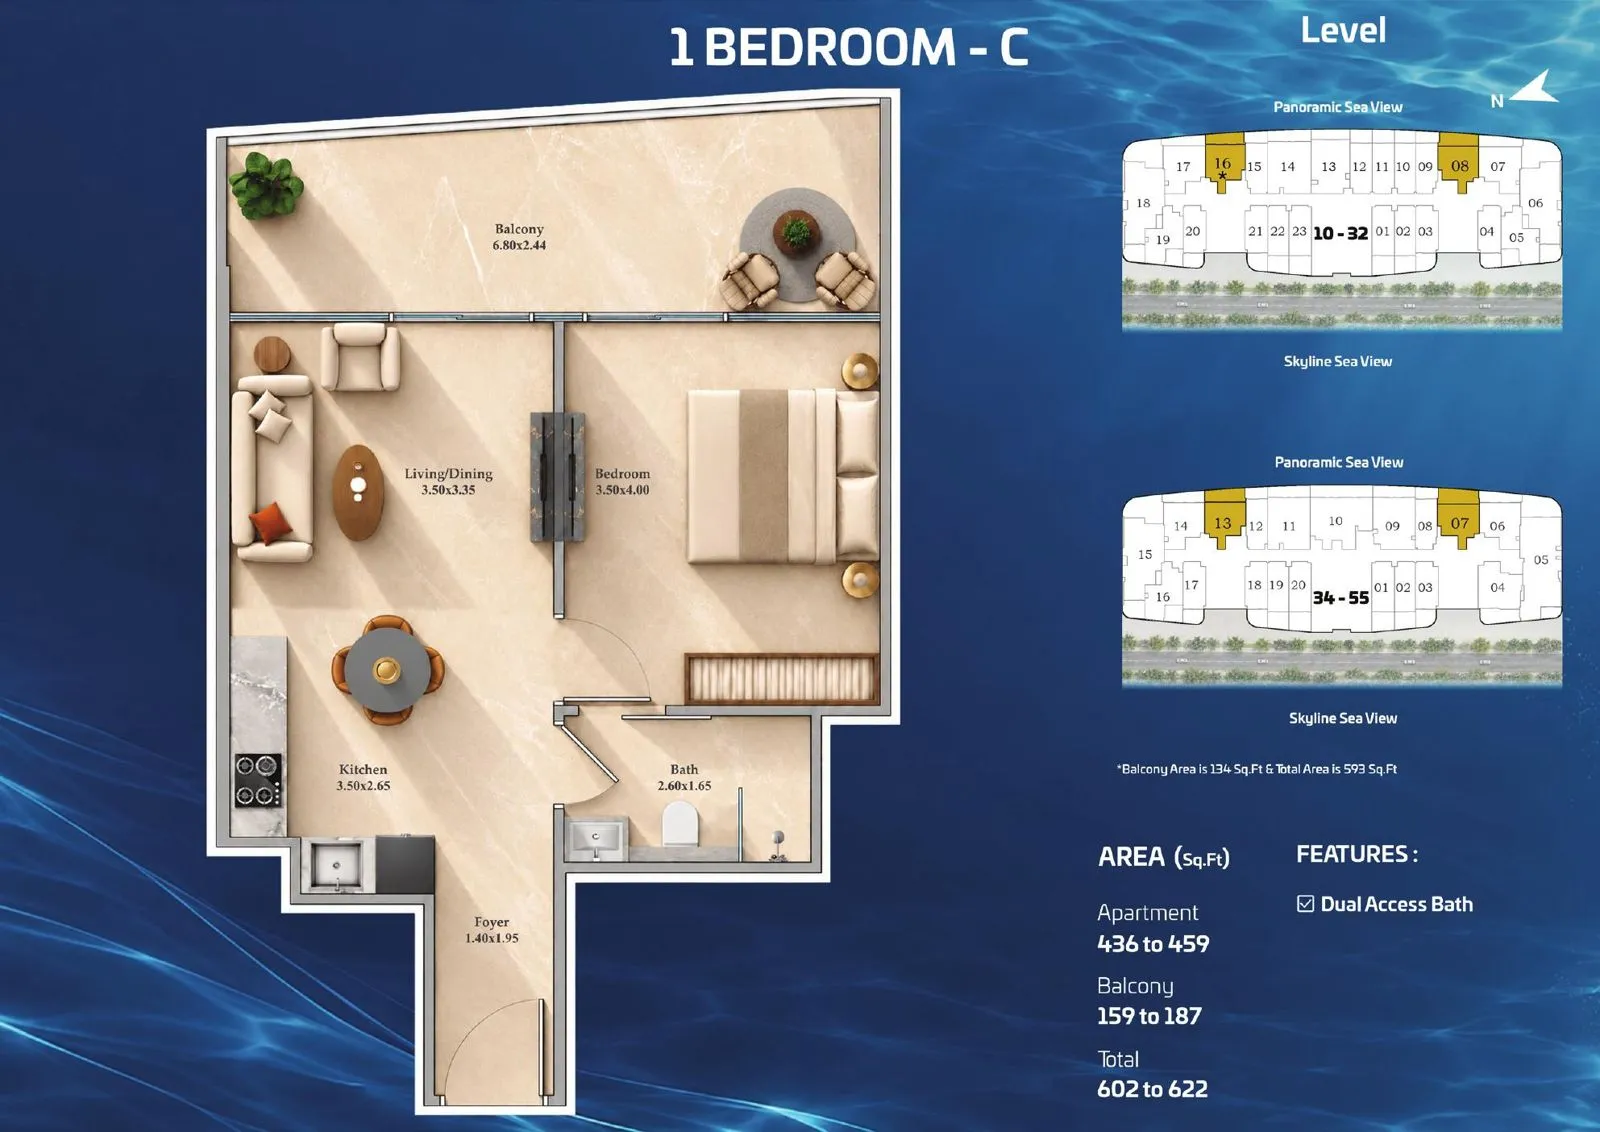 1 BEDROOM - C
Level
N
Panoramic Sea View
17 16 15 14 13 12 11 10 09 08 07
*
18 06
19 20 21 22 23 10 - 32 01 02 03 04 05
Skyline Sea View
Panoramic Sea View
14 13 12 11 10 09 08 07 06
15 05
16 17 18 19 20 34 - 55 01 02 03 04
Skyline Sea View
*Balcony Area is 134 Sq.Ft & Total Area is 593 Sq.Ft
Balcony
6.80x2.44
Living/Dining
3.50x3.35
Bedroom
3.50x4.00
Kitchen
3.50x2.65
Bath
2.60x1.65
Foyer
1.40x1.95
AREA (Sq.Ft)
Apartment
436 to 459
Balcony
159 to 187
Total
602 to 622
FEATURES :
Dual Access Bath